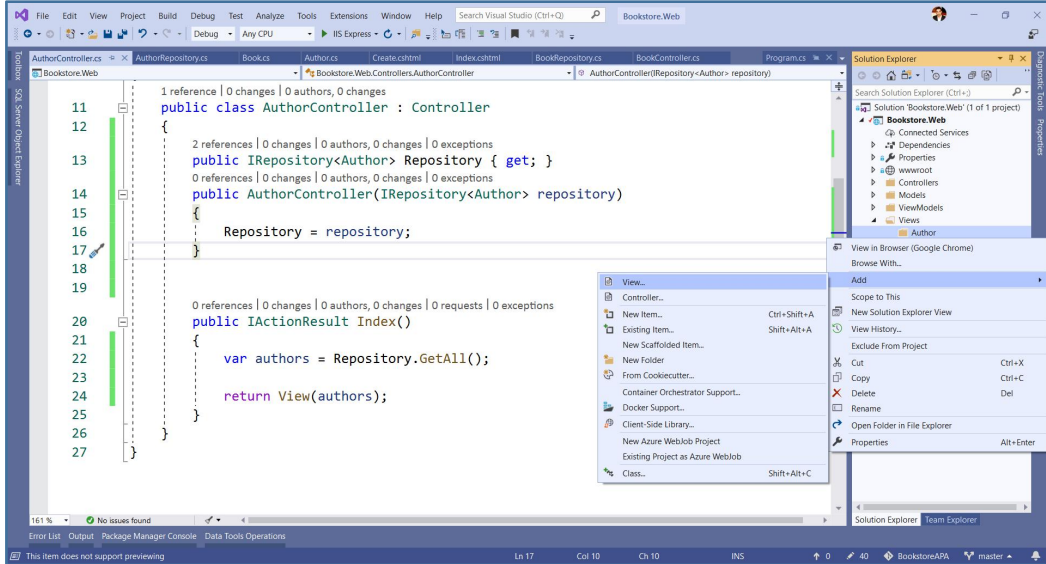 File Edit View Project Build Debug Test Analyze Tools Extensions Window Help Search Visual Studio (Ctrl+Q) Bookstore.Web
Debug Any CPU IIS Express
AuthorController.cs AuthorRepository.cs Book.cs Author.cs Create.cshtml Index.cshtml BookRepository.cs BookController.cs Program.cs
Bookstore.Web Bookstore.Web.Controllers.AuthorController AuthorController(IRepository<Author> repository)
Toolbox
SQL Server Object Explorer
1 reference | 0 changes | 0 authors, 0 changes
11 public class AuthorController : Controller
12 {
2 references | 0 changes | 0 authors, 0 changes | 0 exceptions
13 public IRepository<Author> Repository { get; }
0 references | 0 changes | 0 authors, 0 changes | 0 exceptions
14 public AuthorController(IRepository<Author> repository)
15 {
16 Repository = repository;
17 }
18
19
0 references | 0 changes | 0 authors, 0 changes | 0 requests | 0 exceptions
20 public IActionResult Index()
21 {
22 var authors = Repository.GetAll();
23
24 return View(authors);
25 }
26 }
27 }
View...
Controller...
New Item... Ctrl+Shift+A
Existing Item... Shift+Alt+A
New Scaffolded Item...
New Folder
From Cookiecutter...
Container Orchestrator Support...
Docker Support...
Client-Side Library...
New Azure WebJob Project
Existing Project as Azure WebJob
Class... Shift+Alt+C
Solution Explorer
Search Solution Explorer (Ctrl+;)
Solution 'Bookstore.Web' (1 of 1 project)
Bookstore.Web
Connected Services
Dependencies
Properties
wwwroot
Controllers
Models
ViewModels
Views
Author
View in Browser (Google Chrome)
Browse With...
Add
Scope to This
New Solution Explorer View
View History...
Exclude From Project
Cut Ctrl+X
Copy Ctrl+C
Delete Del
Rename
Open Folder in File Explorer
Properties Alt+Enter
Diagnostic Tools
Properties
161 % No issues found
Solution Explorer Team Explorer
Error List Output Package Manager Console Data Tools Operations
This item does not support previewing Ln 17 Col 10 Ch 10 INS 0 40 BookstoreAPA master